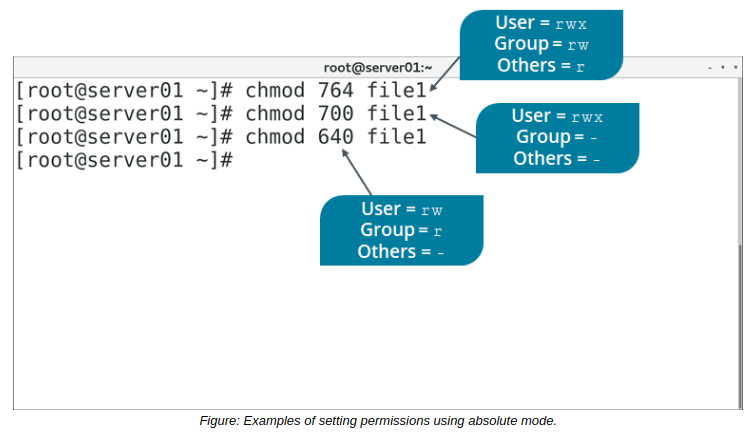 User = rwx
Group = rw
Others = r
root@server01:~
[root@server01 ~]# chmod 764 file1
[root@server01 ~]# chmod 700 file1
[root@server01 ~]# chmod 640 file1
[root@server01 ~]#
User = rwx
Group = -
Others = -
User = rw
Group = r
Others = -
Figure: Examples of setting permissions using absolute mode.